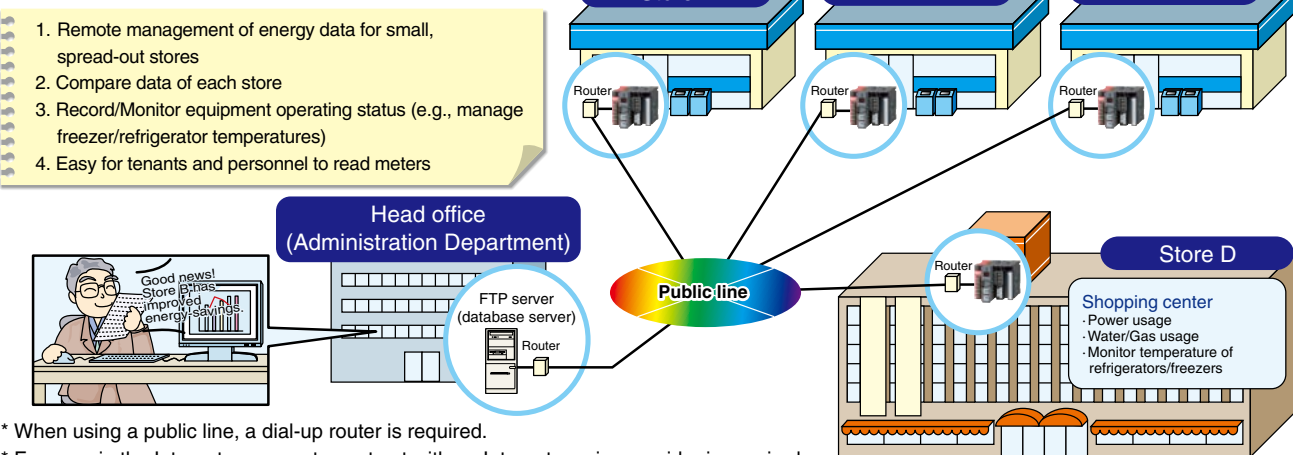 1. Remote management of energy data for small,
spread-out stores
2. Compare data of each store
3. Record/Monitor equipment operating status (e.g., manage
freezer/refrigerator temperatures)
4. Easy for tenants and personnel to read meters
Router
Router
Router
Head office
(Administration Department)
Good news!
Store B has
improved
energy-savings.
FTP server
(database server)
Router
Public line
Router
Store D
Shopping center
· Power usage
· Water/Gas usage
· Monitor temperature of
refrigerators/freezers
* When using a public line, a dial-up router is required.